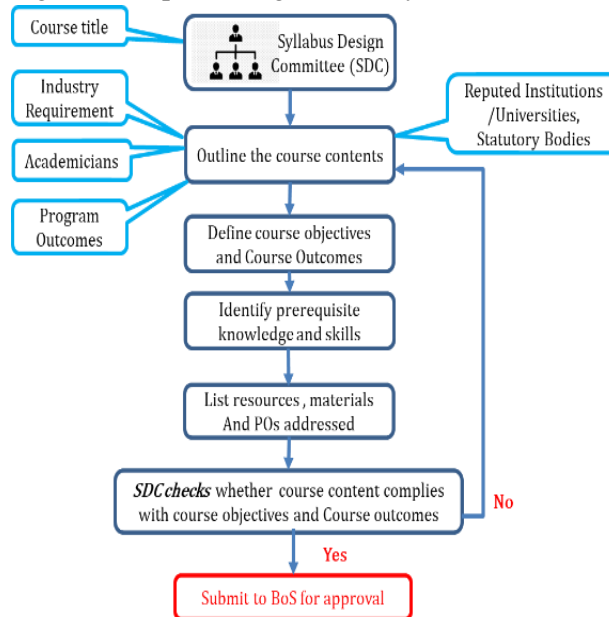 Course title
Syllabus Design
Committee (SDC)
Industry
Requirement
Reputed Institutions
/Universities,
Statutory Bodies
Academicians
Outline the course contents
Program
Outcomes
Define course objectives
and Course Outcomes
Identify prerequisite
knowledge and skills
List resources , materials
And POs addressed
SDC checks whether course content complies
with course objectives and Course outcomes
No
Yes
Submit to BoS for approval